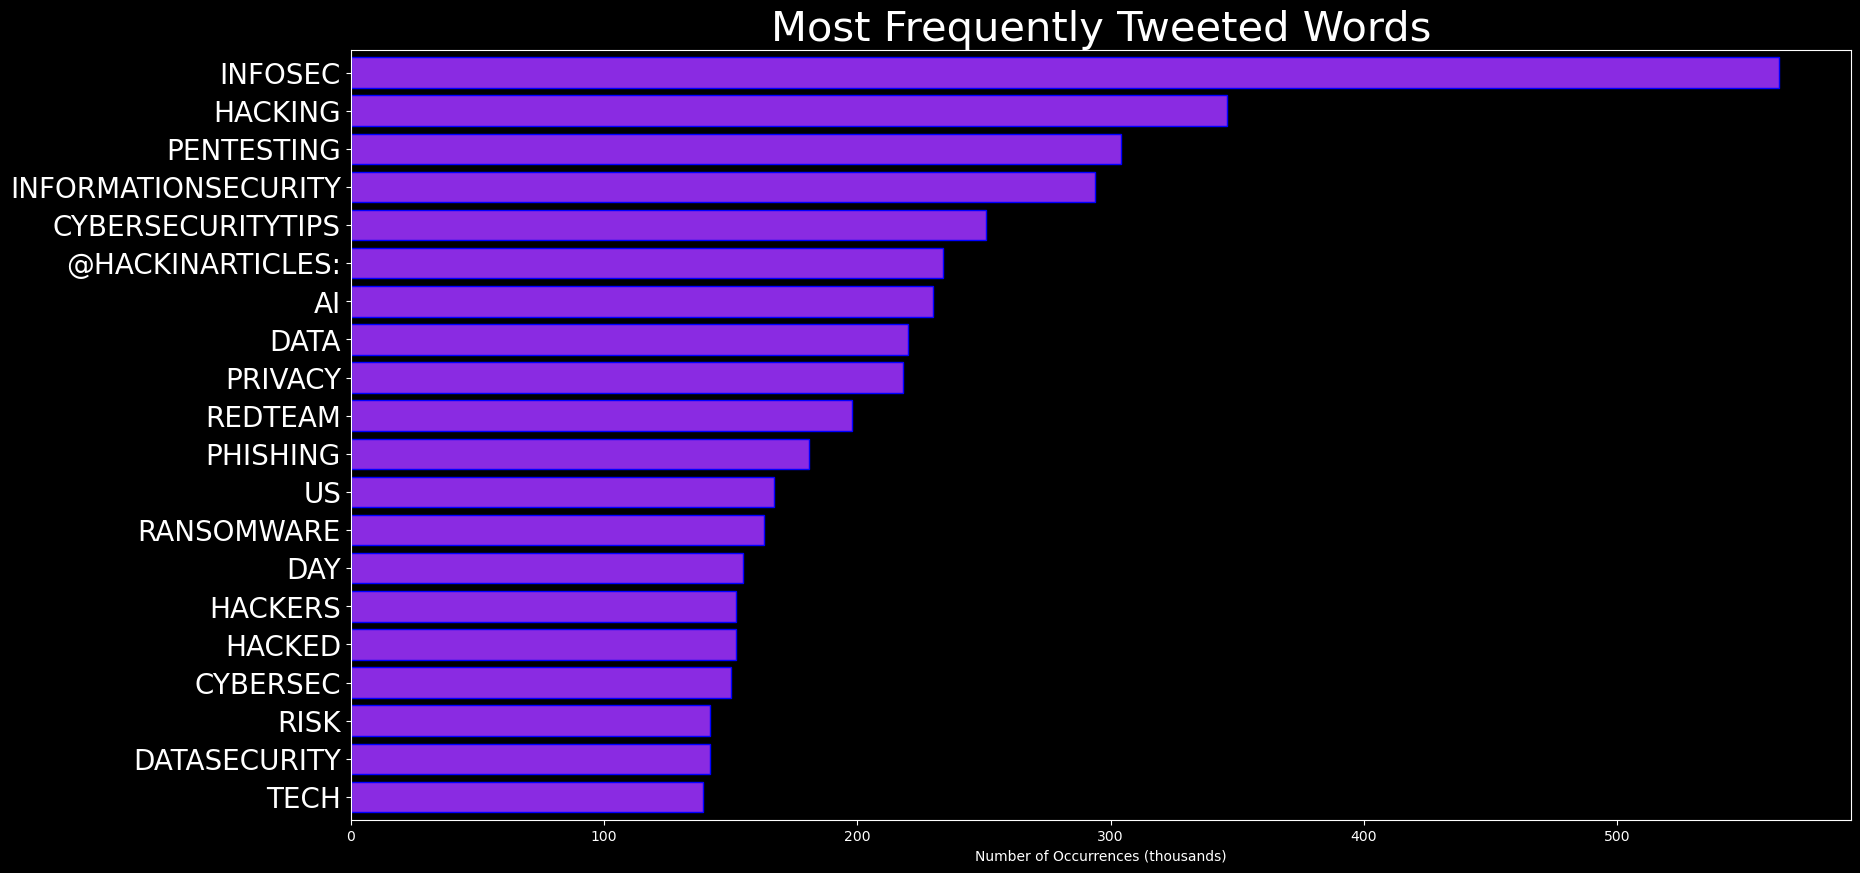 Most Frequently Tweeted Words
INFOSEC
HACKING
PENTESTING
INFORMATIONSECURITY
CYBERSECURITYTIPS
@HACKINARTICLES:
AI
DATA
PRIVACY
REDTEAM
PHISHING
US
RANSOMWARE
DAY
HACKERS
HACKED
CYBERSEC
RISK
DATASECURITY
TECH
0 100 200 300 400 500
Number of Occurrences (thousands)